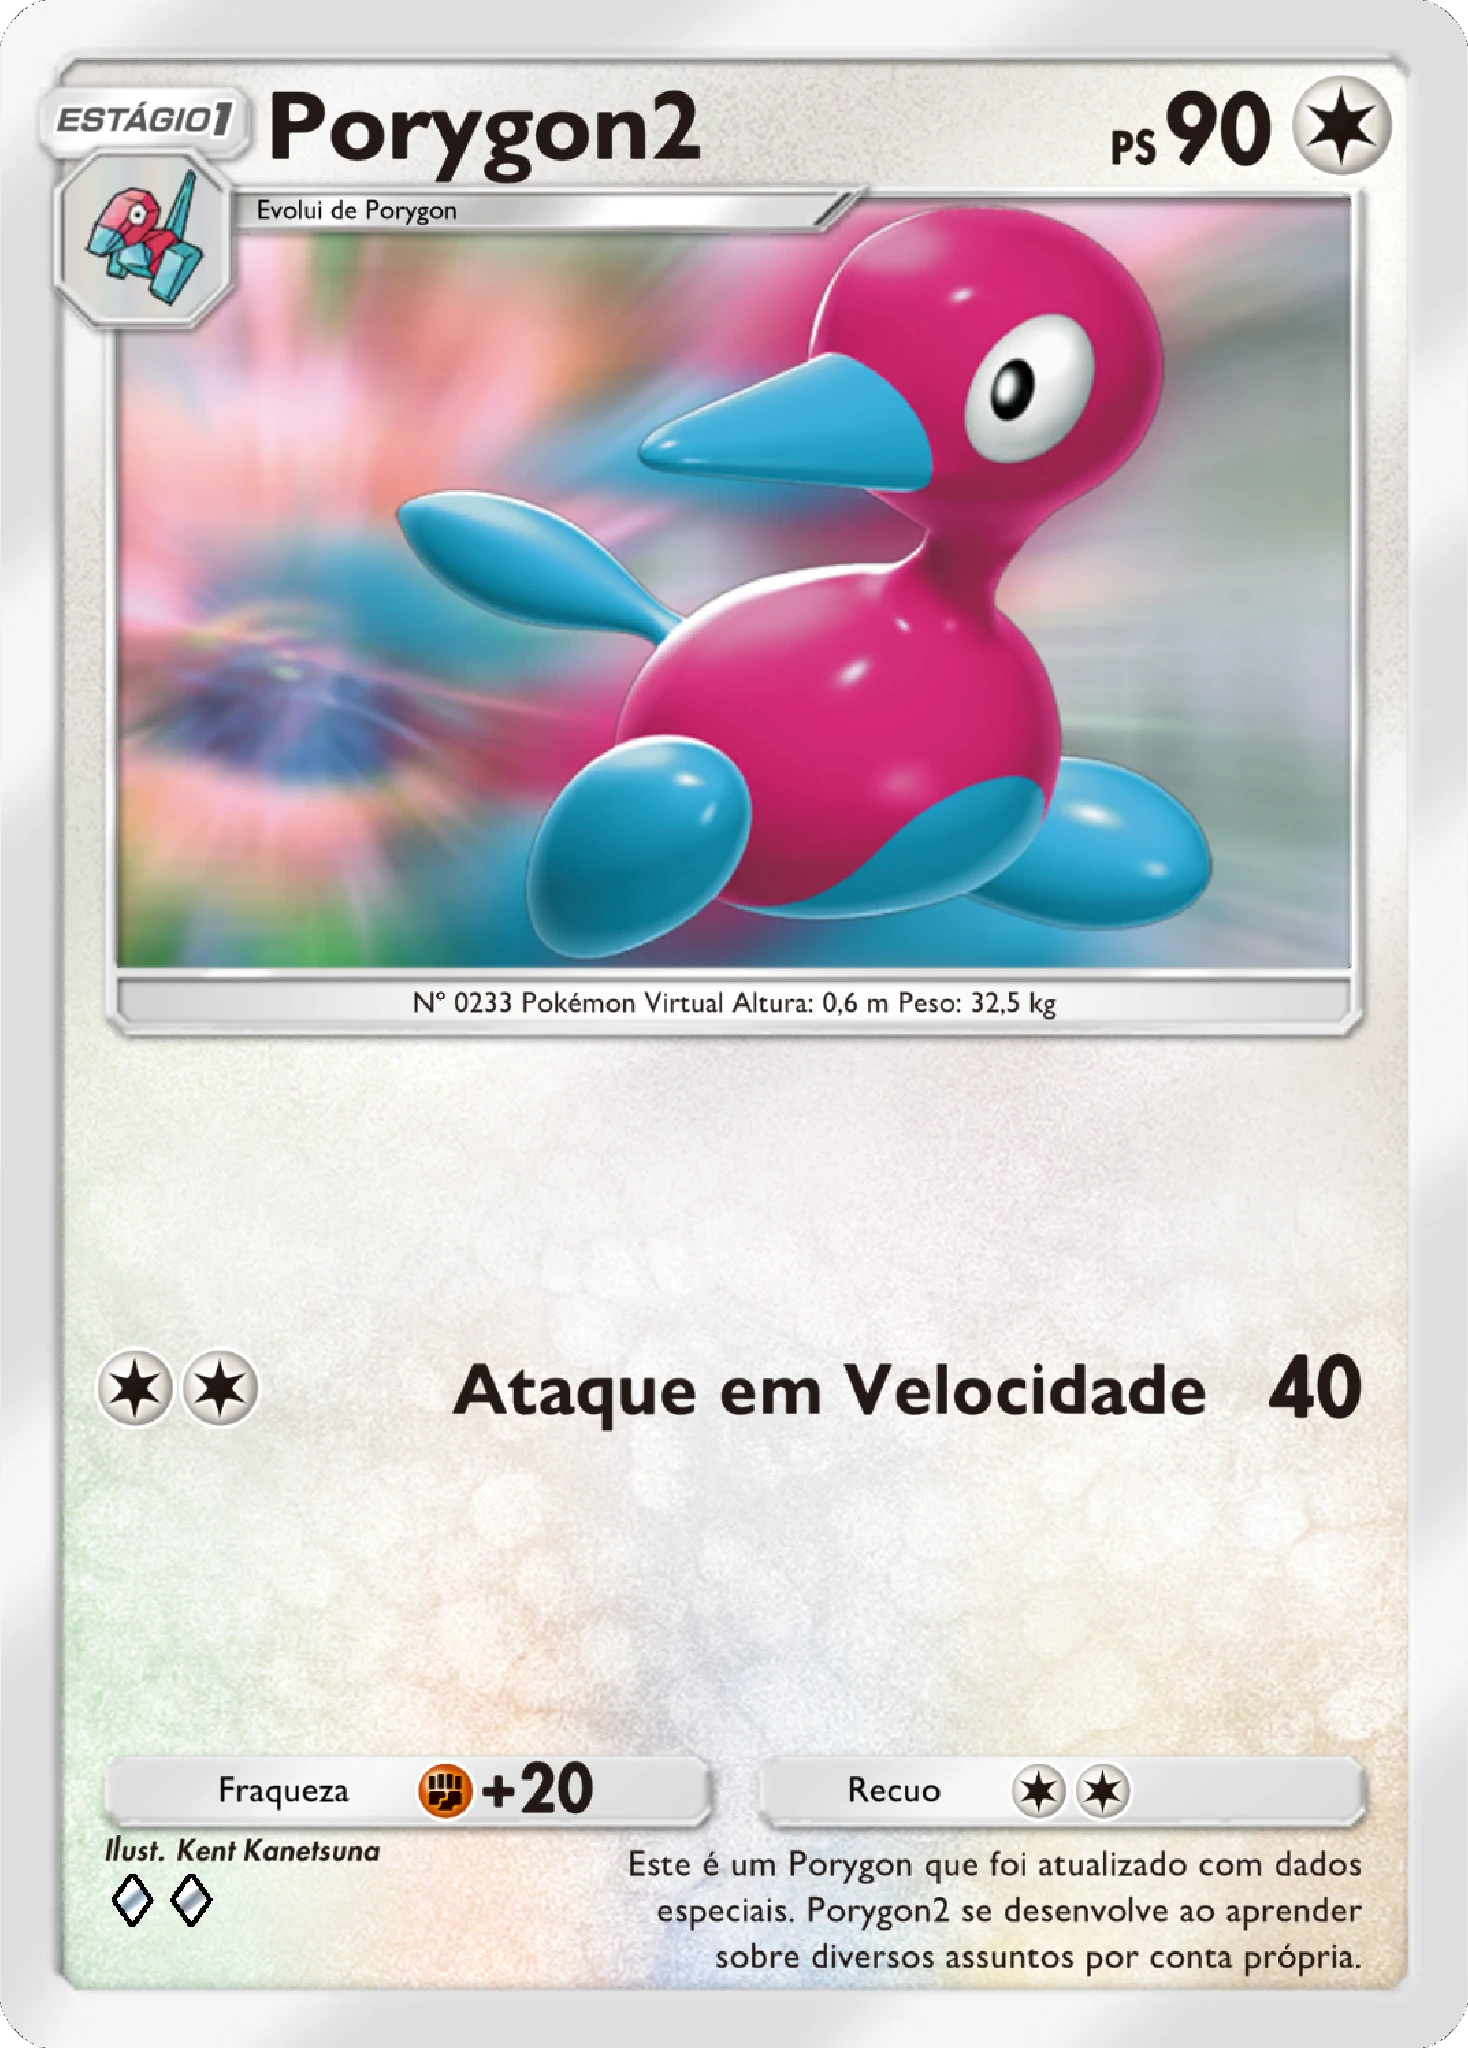 ESTÁGIO1
Porygon2
PS 90
Evolui de Porygon
Nº 0233 Pokémon Virtual Altura: 0,6 m Peso: 32,5 kg
Ataque em Velocidade 40
Fraqueza +20
Recuo
Ilust. Kent Kanetsuna
Este é um Porygon que foi atualizado com dados
especiais. Porygon2 se desenvolve ao aprender
sobre diversos assuntos por conta própria.